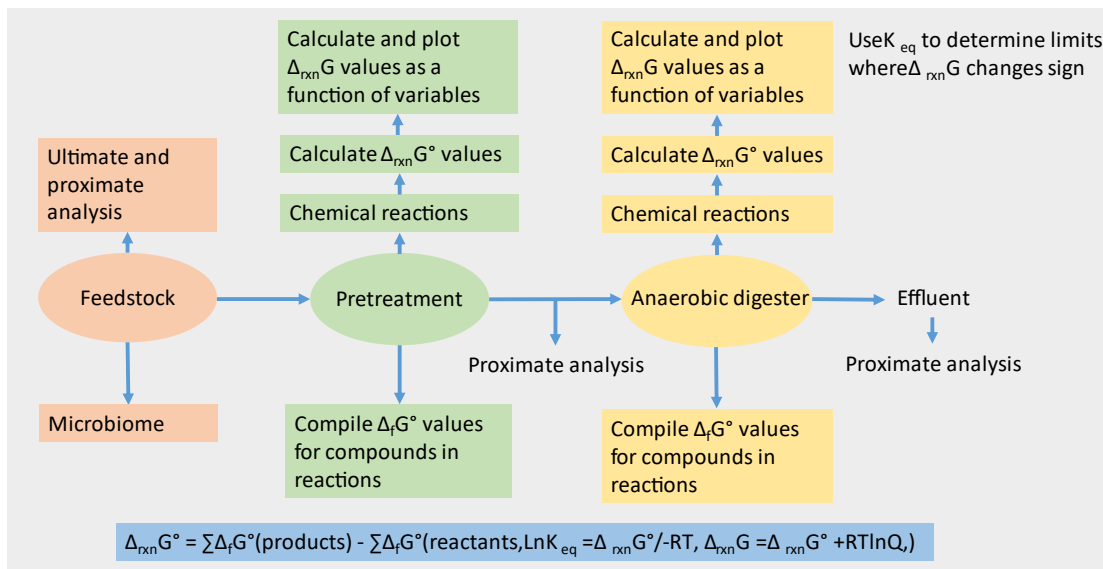 Calculate and plot
ΔrxnG values as a
function of variables
Calculate and plot
ΔrxnG values as a
function of variables
UseK eq to determine limits
whereΔ rxnG changes sign
Ultimate and
proximate
analysis
Calculate ΔrxnG° values
Calculate ΔrxnG° values
Chemical reactions
Chemical reactions
Feedstock
Pretreatment
Anaerobic digester
Effluent
Proximate analysis
Proximate analysis
Microbiome
Compile ΔfG° values
for compounds in
reactions
Compile ΔfG° values
for compounds in
reactions
ΔrxnG° = ∑ΔfG°(products) - ∑ΔfG°(reactants,LnK eq =Δ rxnG°/-RT, ΔrxnG =Δ rxnG° +RTlnQ,)